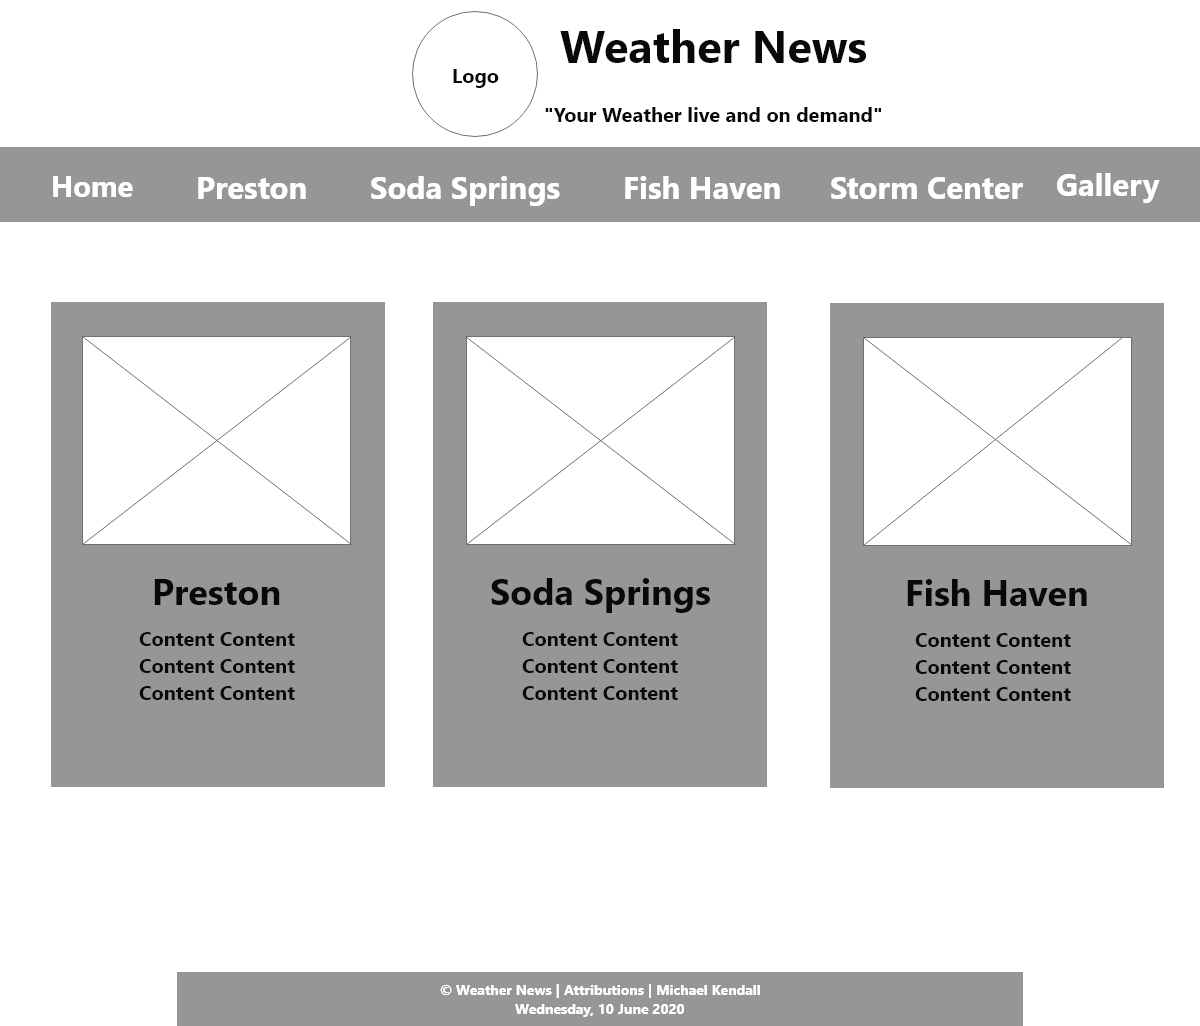 Logo
Weather News
"Your Weather live and on demand"
Home Preston Soda Springs Fish Haven Storm Center Gallery
Preston
Content Content
Content Content
Content Content
Soda Springs
Content Content
Content Content
Content Content
Fish Haven
Content Content
Content Content
Content Content
© Weather News | Attributions | Michael Kendall
Wednesday, 10 June 2020